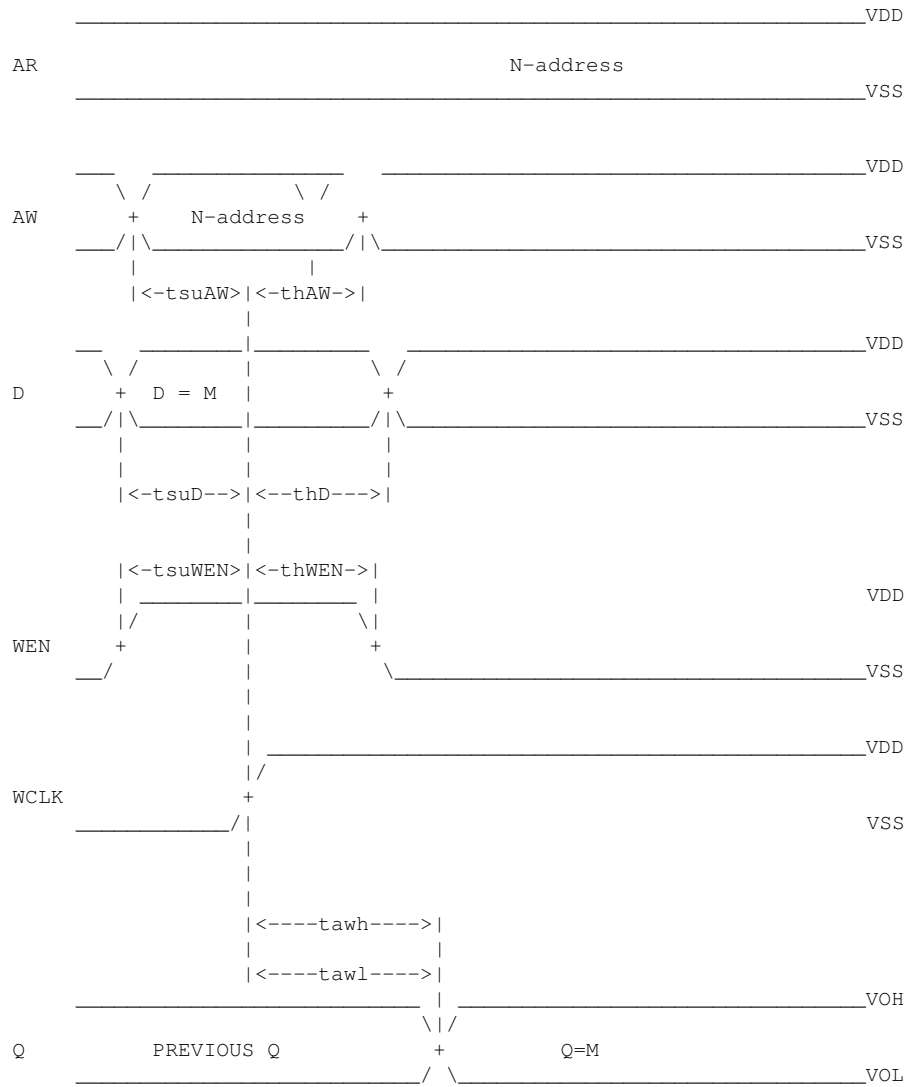 VDD
AR N-address
VSS
VDD
AW N-address
VSS
|<-tsuAW>|<-thAW->|
VDD
D D = M
VSS
|<-tsuD-->|<--thD--->|
|<-tsuWEN>|<-thWEN->|
VDD
WEN
VSS
VDD
WCLK
VSS
|<----tawh---->|
|<----tawl---->|
VOH
Q PREVIOUS Q Q=M
VOL